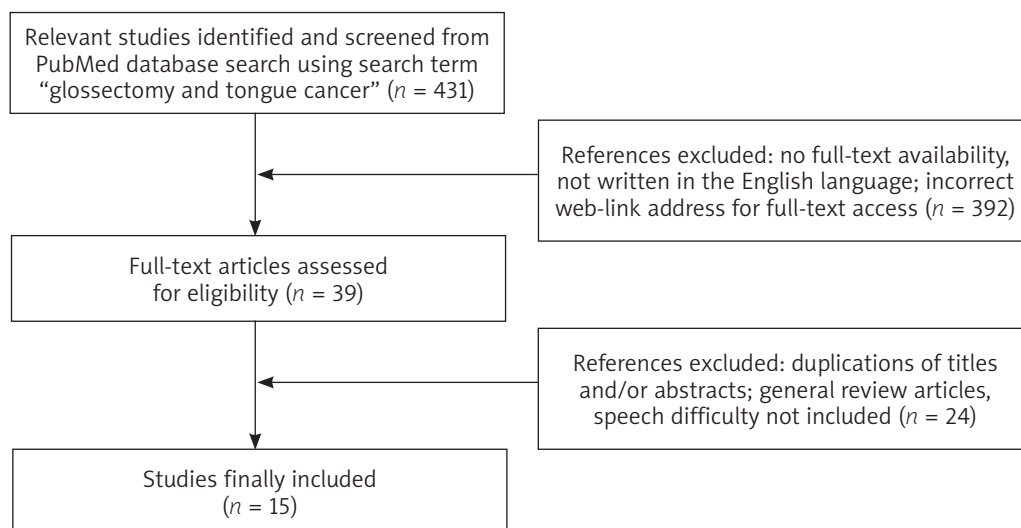 Relevant studies identified and screened from
PubMed database search using search term
“glossectomy and tongue cancer” (n = 431)
References excluded: no full-text availability,
not written in the English language; incorrect
web-link address for full-text access (n = 392)
Full-text articles assessed
for eligibility (n = 39)
References excluded: duplications of titles
and/or abstracts; general review articles,
speech difficulty not included (n = 24)
Studies finally included
(n = 15)